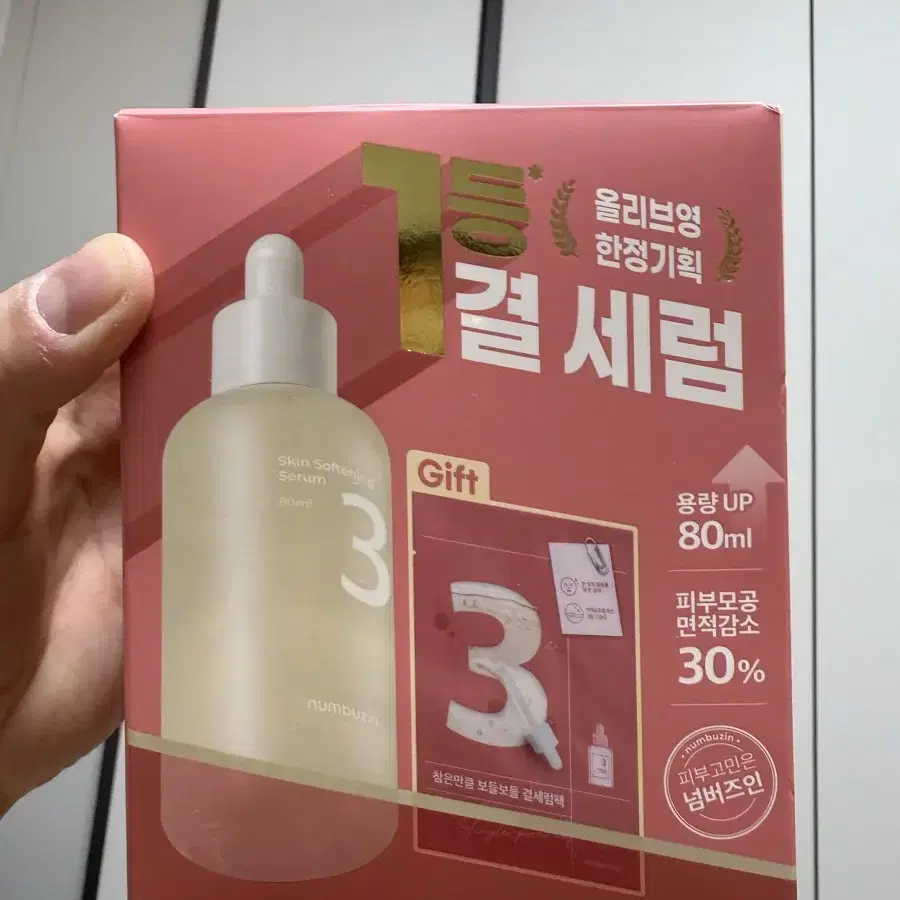 1등*
올리브영
한정기획
결 세럼
Skin Softening
Serum
80ml
3
numbuzin
Gift
3
참은만큼 보들보들 결세럼팩
용량 UP
80ml
피부모공
면적감소
30%
numbuzin
피부고민은
넘버즈인